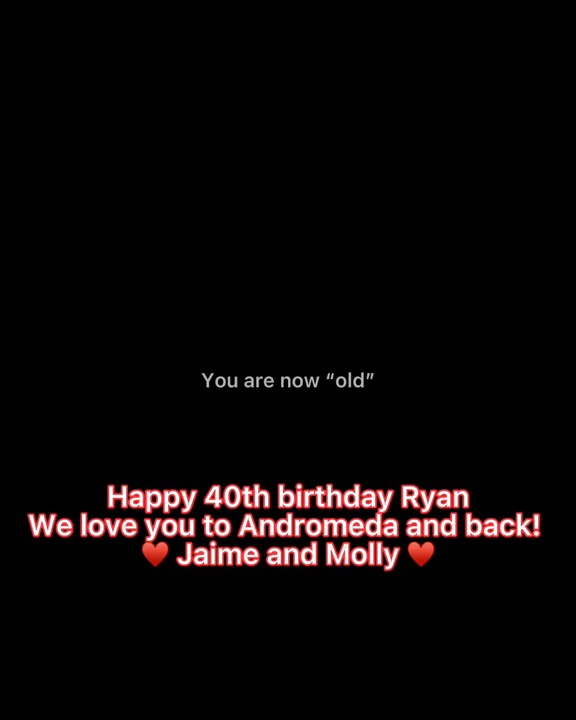 You are now “old”
Happy 40th birthday Ryan
We love you to Andromeda and back!
♥️ Jaime and Molly ♥️